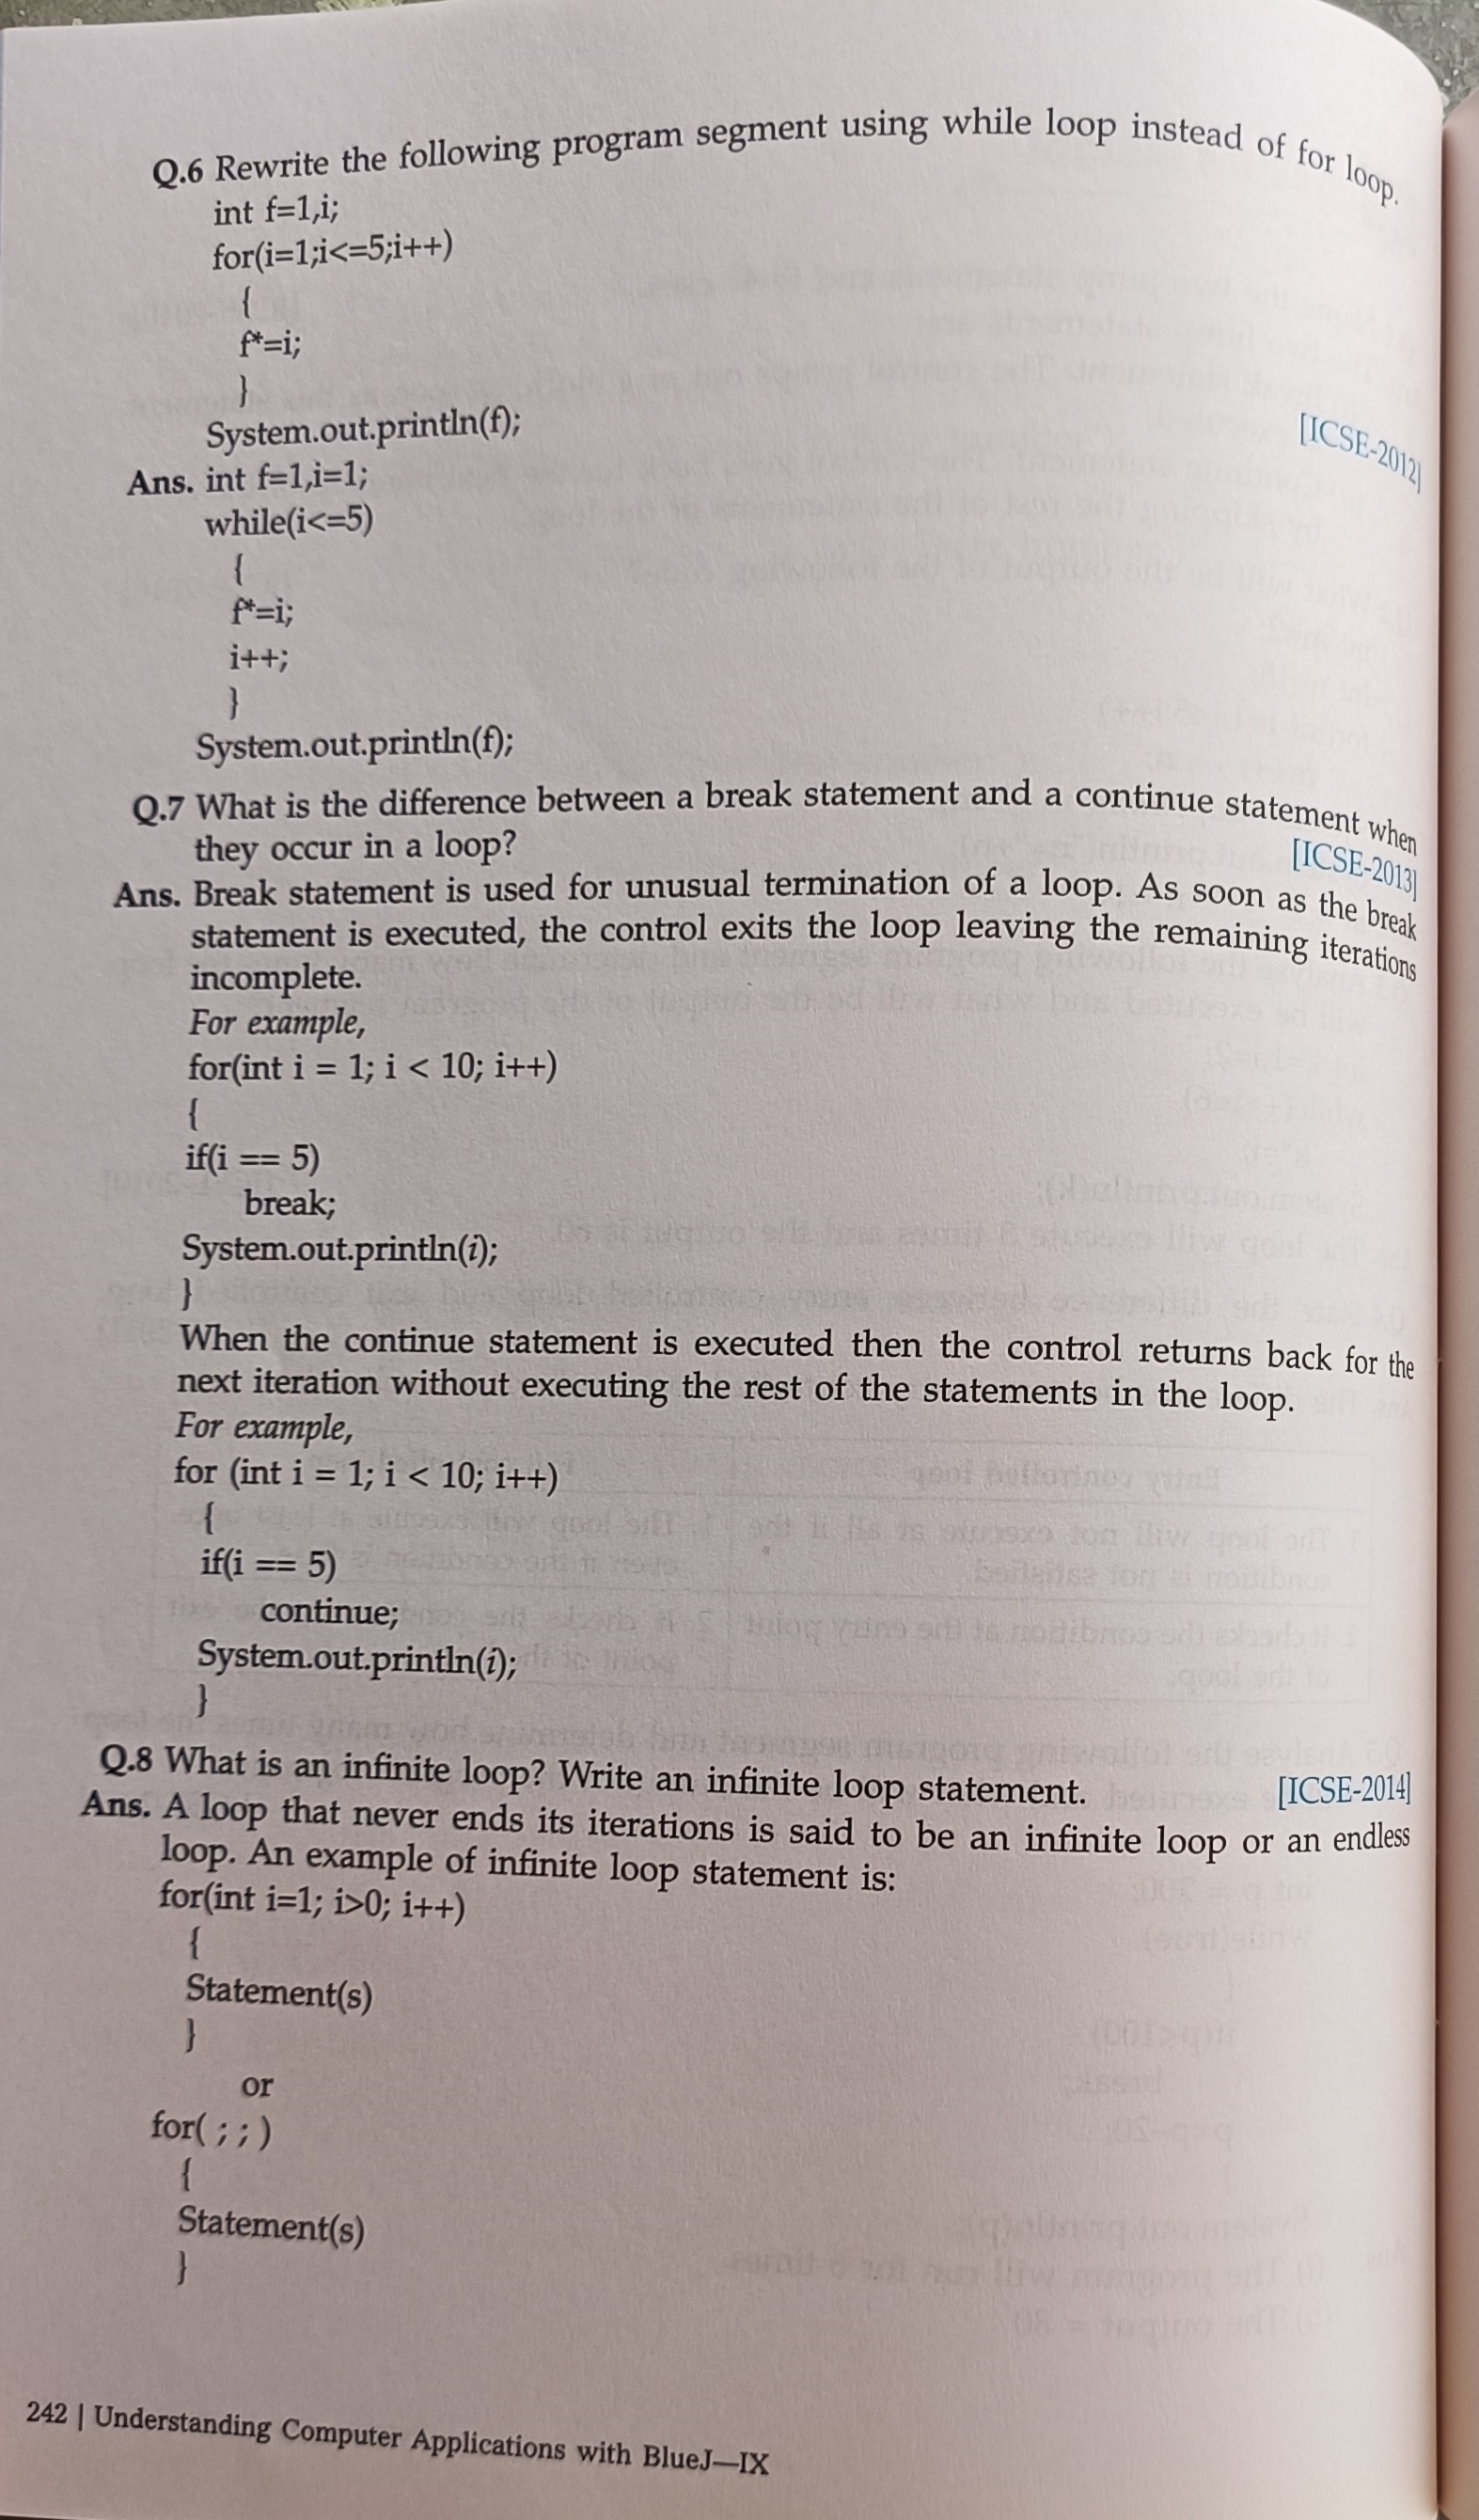 Q.6 Rewrite the following program segment using while loop instead of for loop.
int f=1,i;
for(i=1;i<=5;i++)
{
f*=i;
}
System.out.println(f);
[ICSE-2012]
Ans. int f=1,i=1;
while(i<=5)
{
f*=i;
i++;
}
System.out.println(f);
Q.7 What is the difference between a break statement and a continue statement when
they occur in a loop?
[ICSE-2013]
Ans. Break statement is used for unusual termination of a loop. As soon as the break
statement is executed, the control exits the loop leaving the remaining iterations
incomplete.
For example,
for(int i = 1; i < 10; i++)
{
if(i == 5)
break;
System.out.println(i);
}
When the continue statement is executed then the control returns back for the
next iteration without executing the rest of the statements in the loop.
For example,
for (int i = 1; i < 10; i++)
{
if(i == 5)
continue;
System.out.println(i);
}
Q.8 What is an infinite loop? Write an infinite loop statement. [ICSE-2014]
Ans. A loop that never ends its iterations is said to be an infinite loop or an endless
loop. An example of infinite loop statement is:
for(int i=1; i>0; i++)
{
Statement(s)
}
or
for( ; ; )
{
Statement(s)
}
242 | Understanding Computer Applications with BlueJ—IX